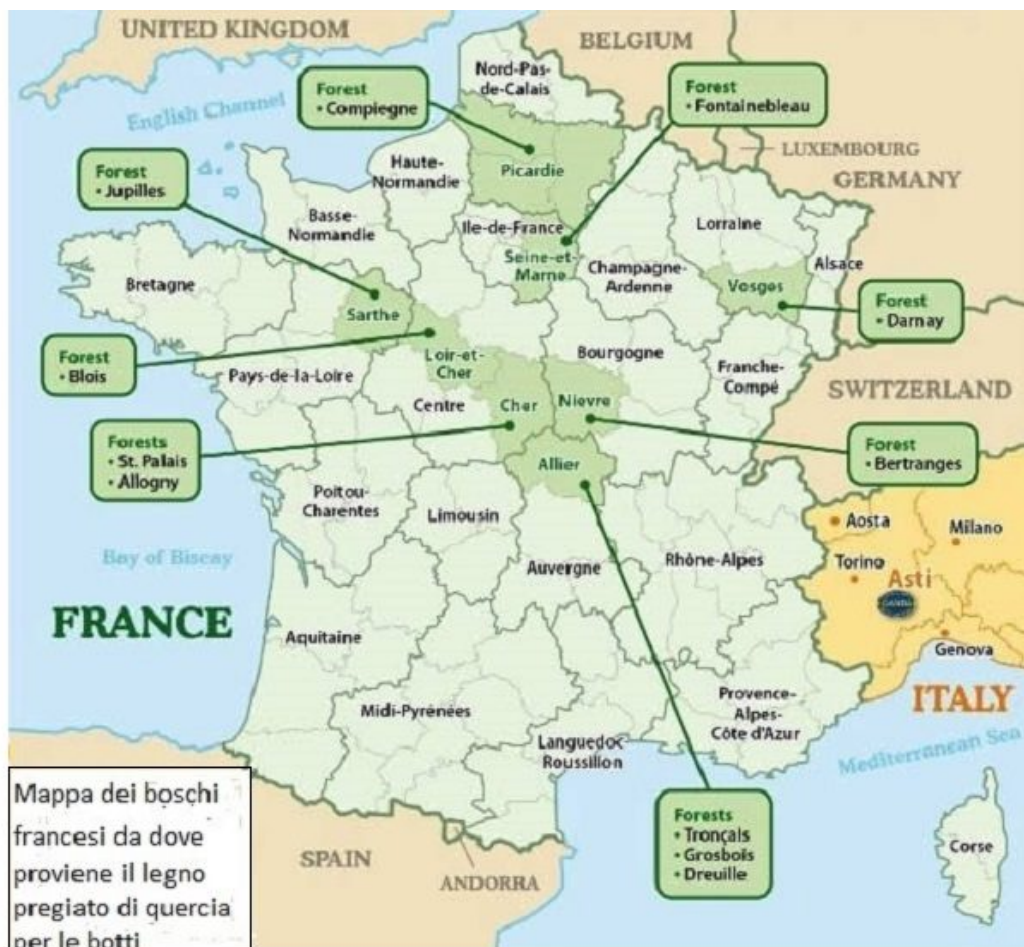 UNITED KINGDOM
BELGIUM
Nord-Pas-
de-Calais
Forest
• Compiegne
Forest
• Fontainebleau
English Channel
LUXEMBOURG
GERMANY
Haute-
Normandie
Picardie
Forest
• Jupilles
Basse-
Normandie
Ile-de-France
Lorraine
Seine-et-
Marne
Champagne-
Ardenne
Alsace
Bretagne
Vosges
Sarthe
Forest
• Darnay
Forest
• Blois
Loir-et-
Cher
Bourgogne
Franche-
Compé
Pays-de-la-Loire
SWITZERLAND
Centre
Cher
Nievre
Forests
• St. Palais
• Allogny
Forest
• Bertranges
Allier
Poitou-
Charentes
Limousin
Aosta
Milano
Bay of Biscay
Auvergne
Rhône-Alpes
Torino
Asti
FRANCE
Aquitaine
Genova
ITALY
Midi-Pyrénées
Provence-
Alpes-
Côte d'Azur
Languedoc
Roussillon
Mediterranean Sea
Mappa dei boschi
francesi da dove
proviene il legno
pregiato di quercia
per le botti
Forests
• Tronçais
• Grosbois
• Dreuille
SPAIN
ANDORRA
Corse